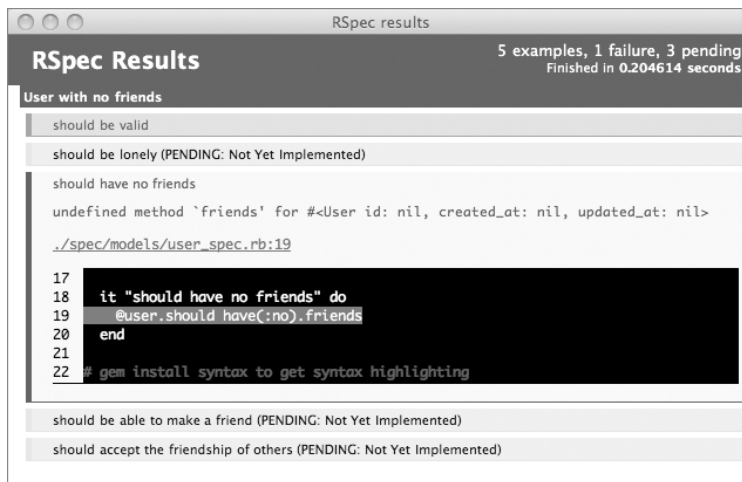 RSpec results
RSpec Results
5 examples, 1 failure, 3 pending
Finished in 0.204614 seconds
User with no friends
should be valid
should be lonely (PENDING: Not Yet Implemented)
should have no friends
undefined method `friends' for #<User id: nil, created_at: nil, updated_at: nil>
./spec/models/user_spec.rb:19
17
18 it "should have no friends" do
19 @user.should have(:no).friends
20 end
21
22 # gem install syntax to get syntax highlighting
should be able to make a friend (PENDING: Not Yet Implemented)
should accept the friendship of others (PENDING: Not Yet Implemented)